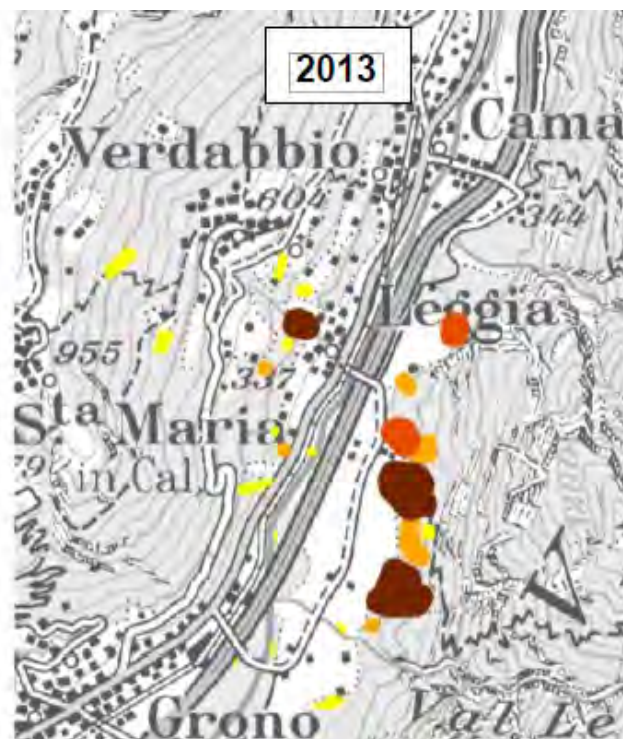 2013
Cama
Verdabbio
604
344
Leggia
955
337
Sta Maria
79
in Cal.
V
Grono
Val Le